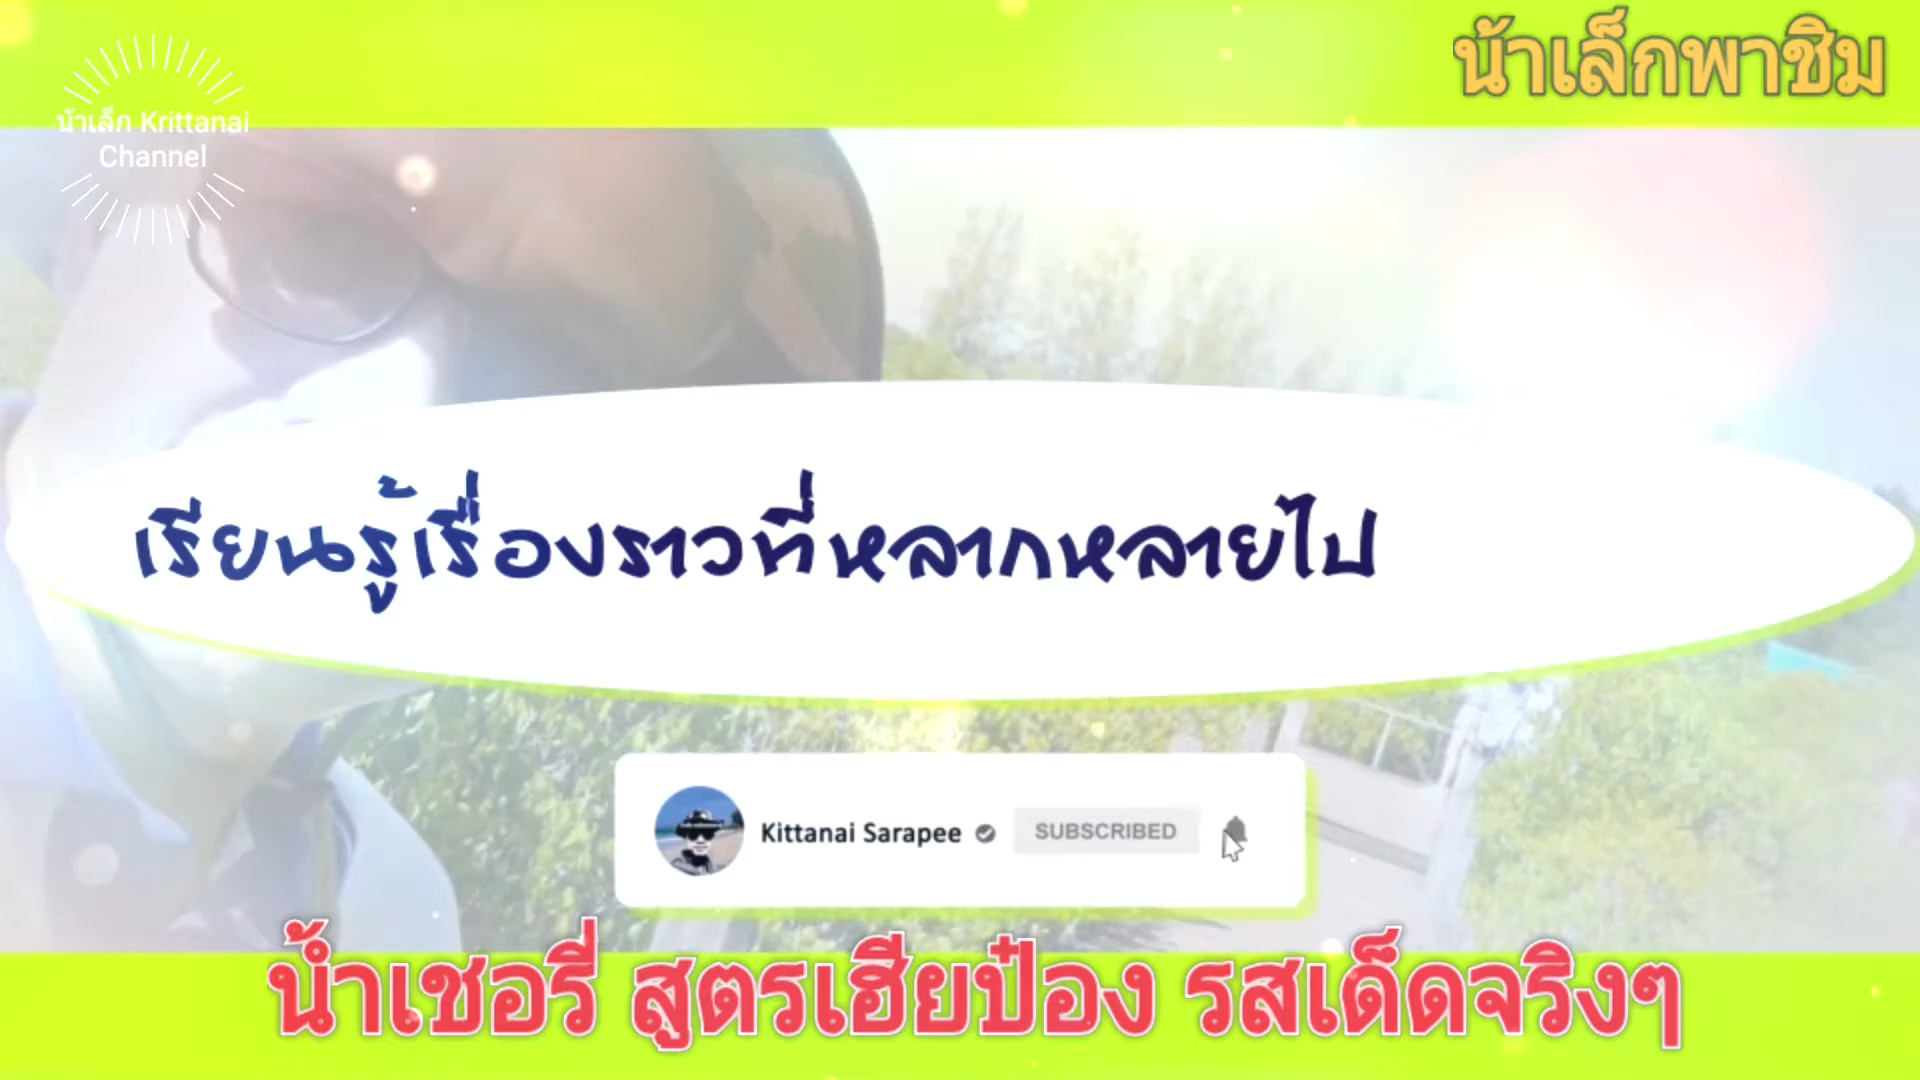 น้าเล็กพาชิม
น้าเล็ก Krittanai
Channel
เรียนรู้เรื่องราวที่หลากหลายไป
Kittanai Sarapee
SUBSCRIBED
น้ำเชอรี่ สูตรเฮียป๋อง รสเด็ดจริงๆ